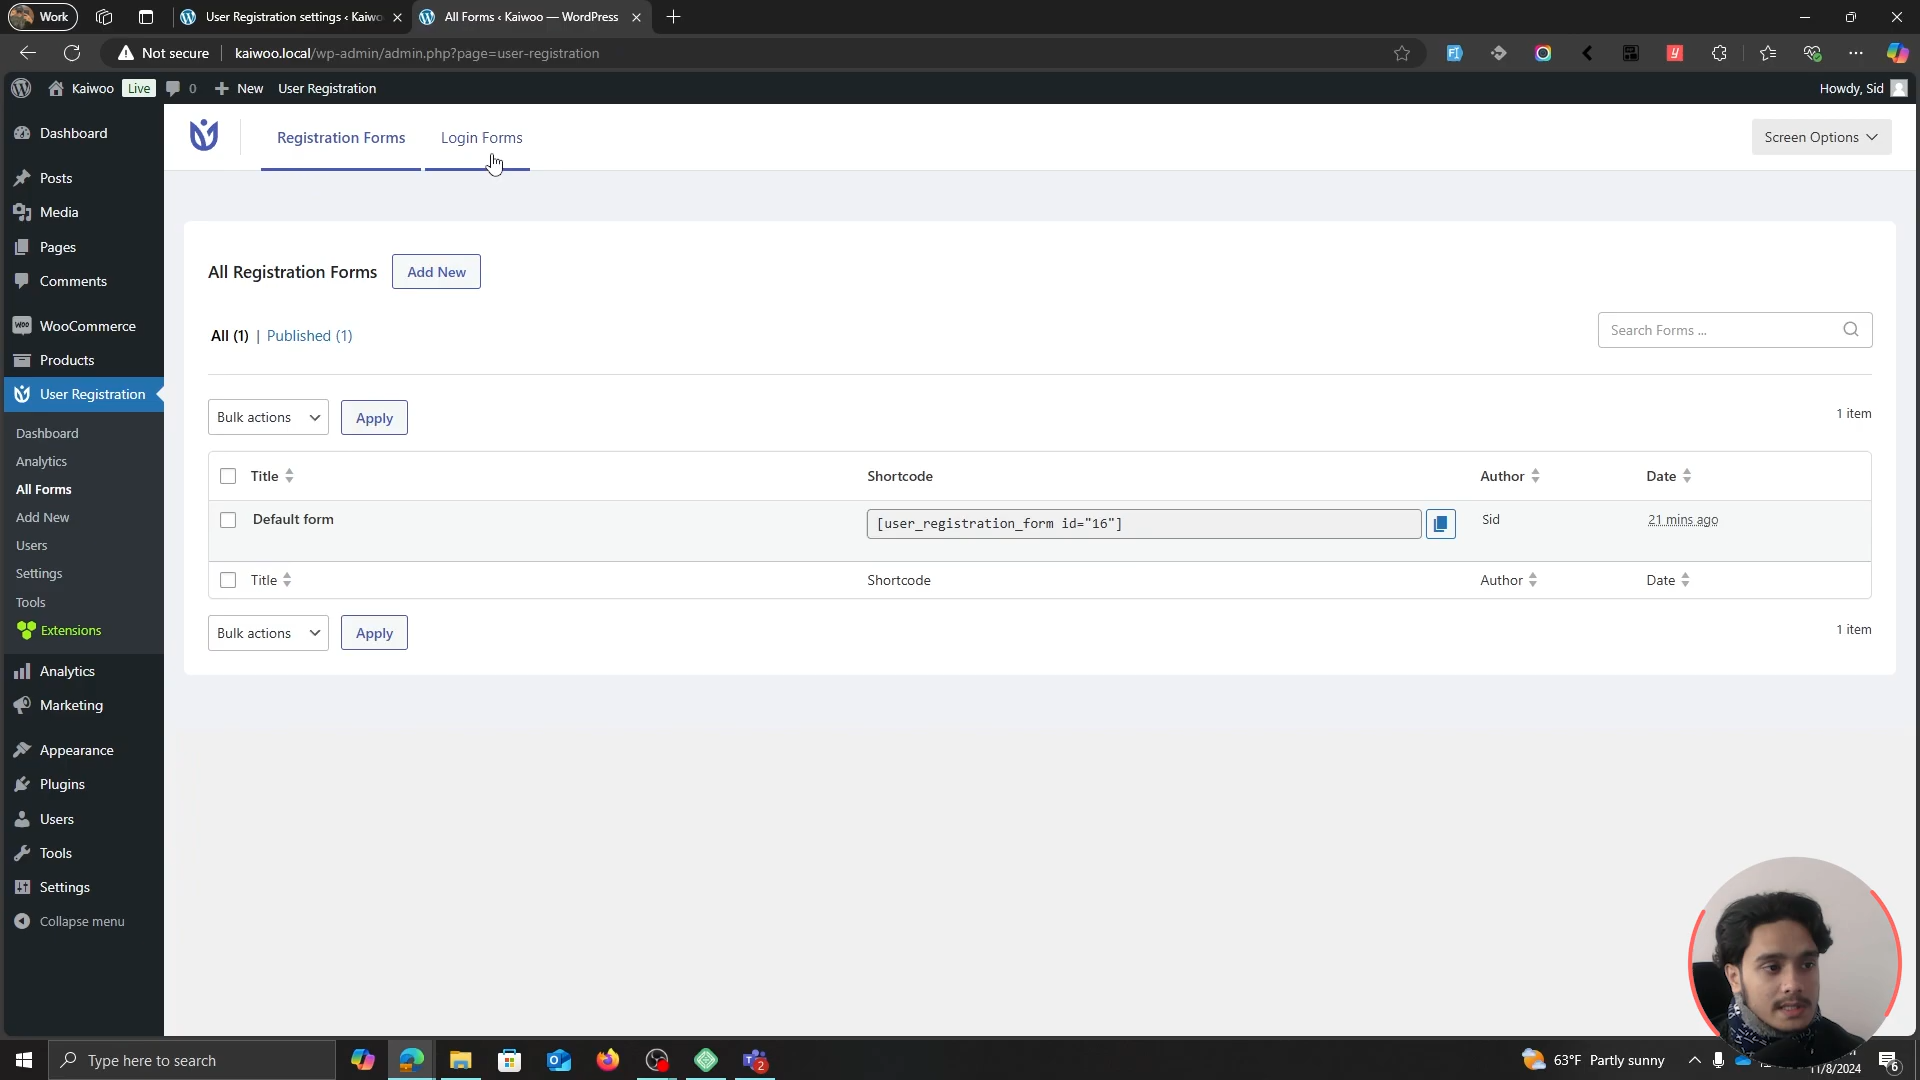 Work
User Registration settings ‹ Kaiwo
All Forms ‹ Kaiwoo — WordPress
Not secure
kaiwoo.local/wp-admin/admin.php?page=user-registration
Kaiwoo
Live
0
New
User Registration
Howdy, Sid
Dashboard
Posts
Media
Pages
Comments
WooCommerce
Products
User Registration
Dashboard
Analytics
All Forms
Add New
Users
Settings
Tools
Extensions
Analytics
Marketing
Appearance
Plugins
Users
Tools
Settings
Collapse menu
Registration Forms
Login Forms
Screen Options
All Registration Forms
Add New
All (1) | Published (1)
Search Forms ...
Bulk actions
Apply
1 item
Title
Shortcode
Author
Date
Default form
[user_registration_form id="16"]
Sid
21 mins ago
Title
Shortcode
Author
Date
Bulk actions
Apply
1 item
Type here to search
2
63°F Partly sunny
11/8/2024
6